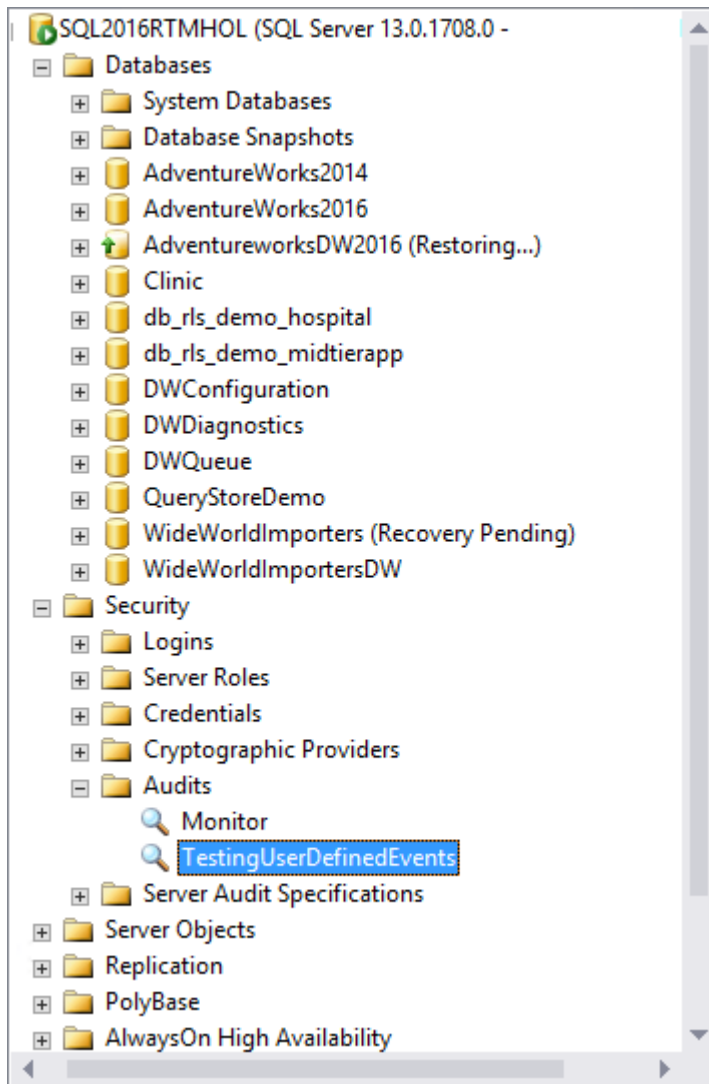 SQL2016RTMHOL (SQL Server 13.0.1708.0 -
Databases
System Databases
Database Snapshots
AdventureWorks2014
AdventureWorks2016
AdventureworksDW2016 (Restoring...)
Clinic
db_rls_demo_hospital
db_rls_demo_midtierapp
DWConfiguration
DWDiagnostics
DWQueue
QueryStoreDemo
WideWorldImporters (Recovery Pending)
WideWorldImportersDW
Security
Logins
Server Roles
Credentials
Cryptographic Providers
Audits
Monitor
TestingUserDefinedEvents
Server Audit Specifications
Server Objects
Replication
PolyBase
AlwaysOn High Availability